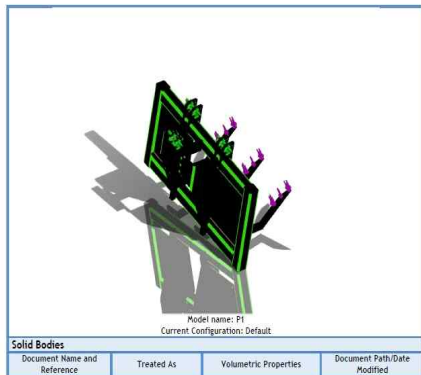 Model name: P1
Current Configuration: Default
Solid Bodies
Document Name and Reference
Treated As
Volumetric Properties
Document Path/Date Modified